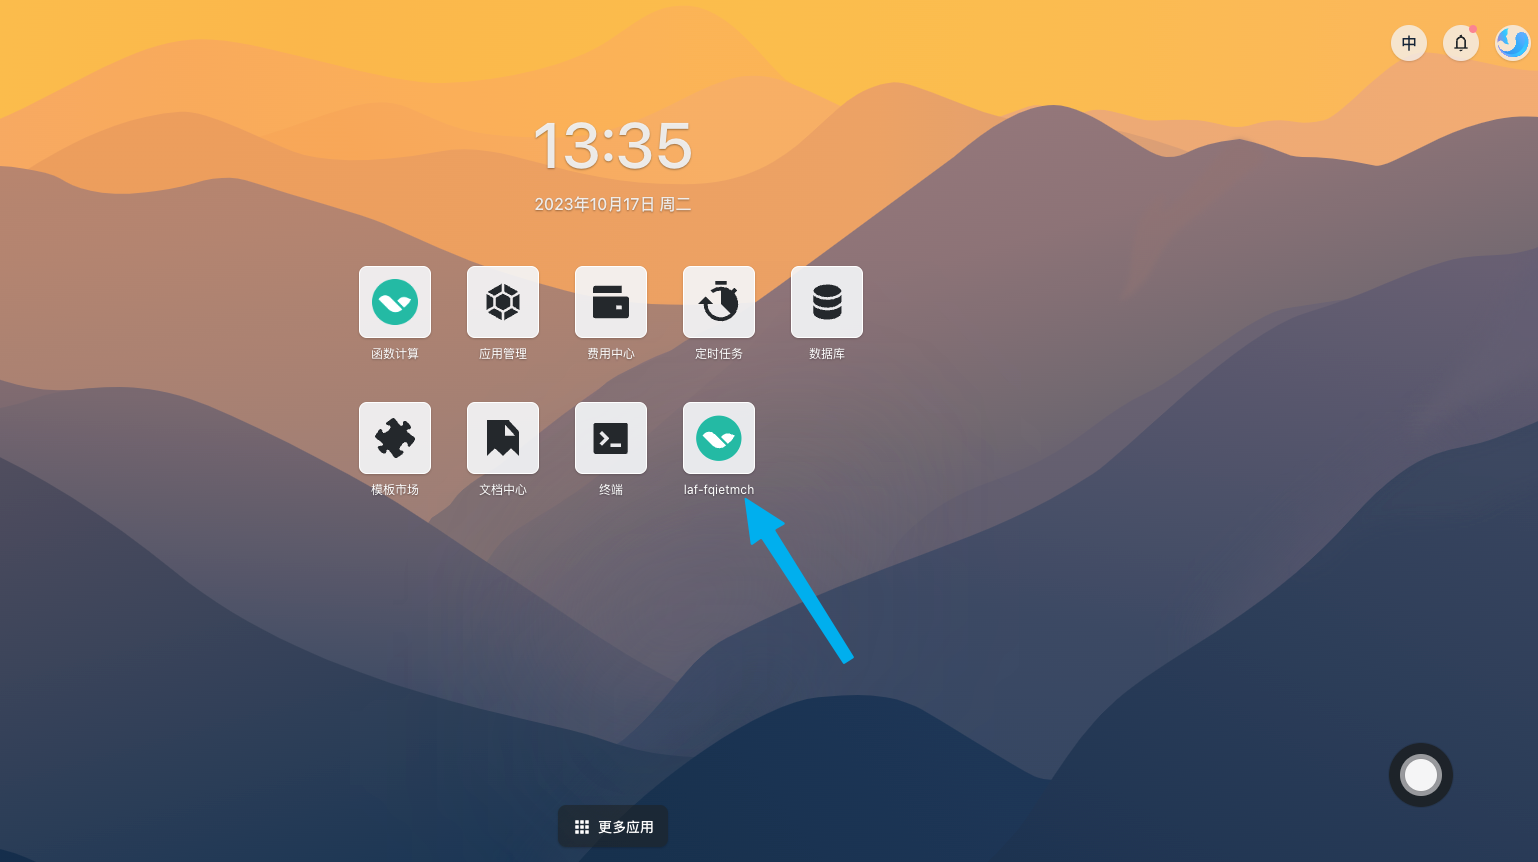 中
13:35
2023年10月17日 周二
函数计算
应用管理
费用中心
定时任务
数据库
模板市场
文档中心
终端
laf-fqietmch
更多应用